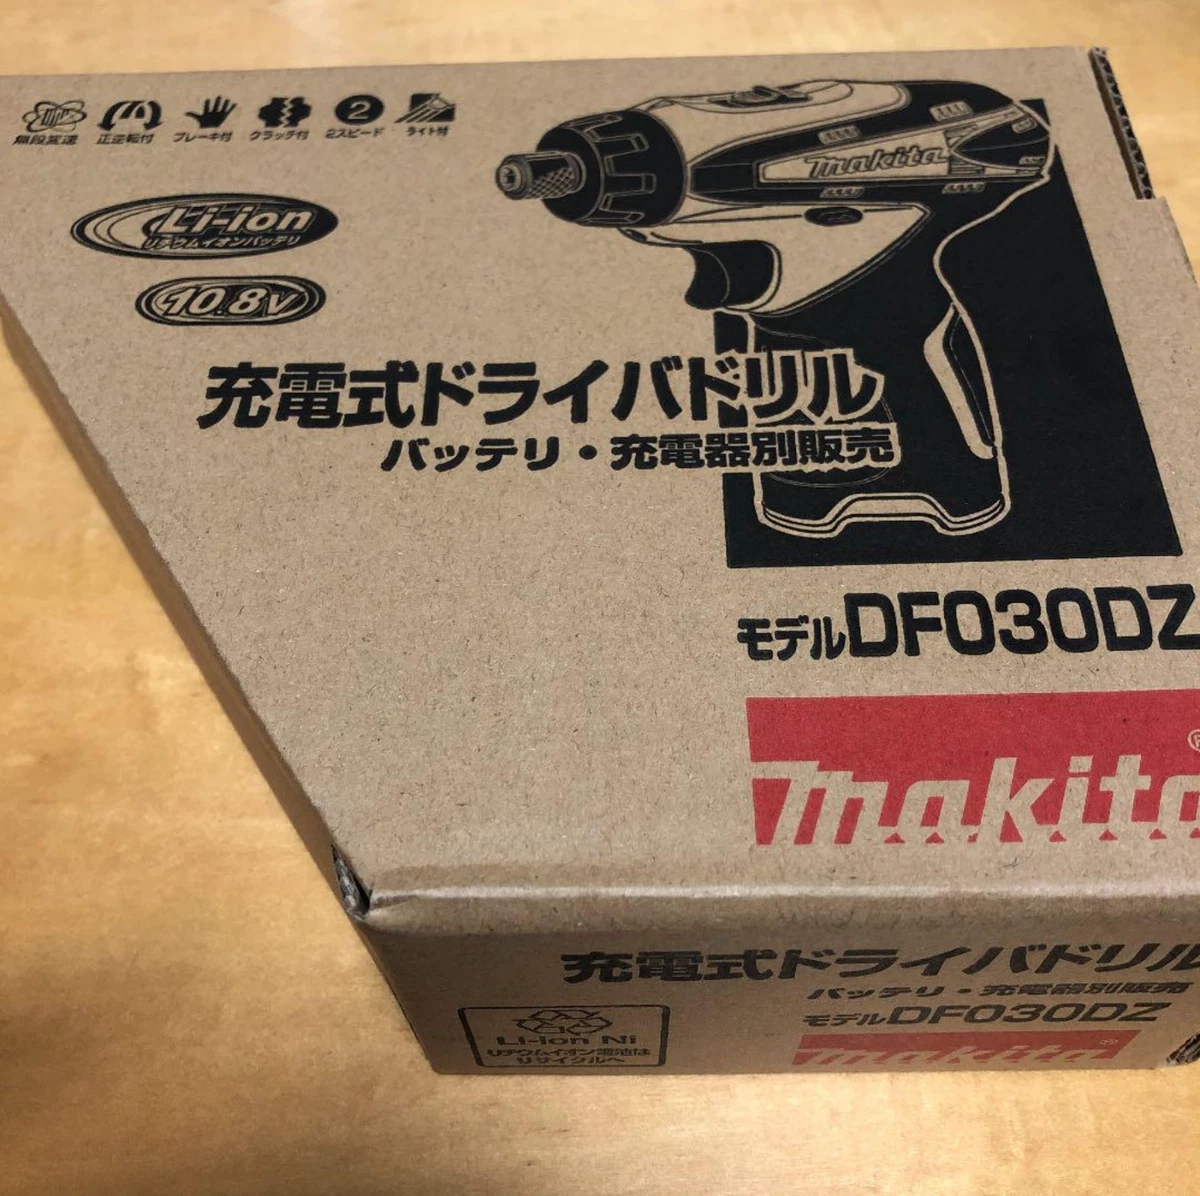 無段変速 正逆転付 ブレーキ付 クラッチ付 2スピード ライト付
2
makita
Li-ion
リチウムイオンバッテリ
10.8V
充電式ドライバドリル
バッテリ・充電器別販売
モデルDF030DZ
makita
充電式ドライバドリル
バッテリ・充電器別販売
モデルDF030DZ
makita®
Li-ion Ni
リチウムイオン電池は
リサイクルへ